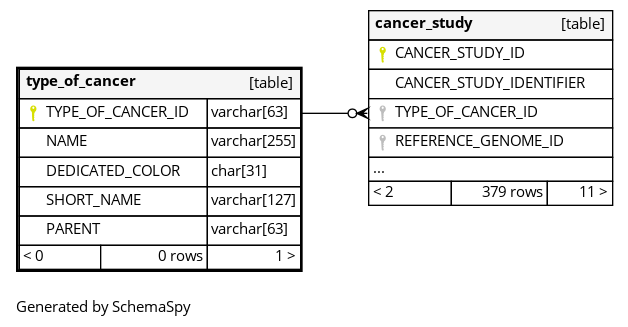 cancer_study [table]
CANCER_STUDY_ID
CANCER_STUDY_IDENTIFIER
TYPE_OF_CANCER_ID
REFERENCE_GENOME_ID
...
< 2 379 rows 11 >
type_of_cancer [table]
TYPE_OF_CANCER_ID varchar[63]
NAME varchar[255]
DEDICATED_COLOR char[31]
SHORT_NAME varchar[127]
PARENT varchar[63]
< 0 0 rows 1 >
Generated by SchemaSpy